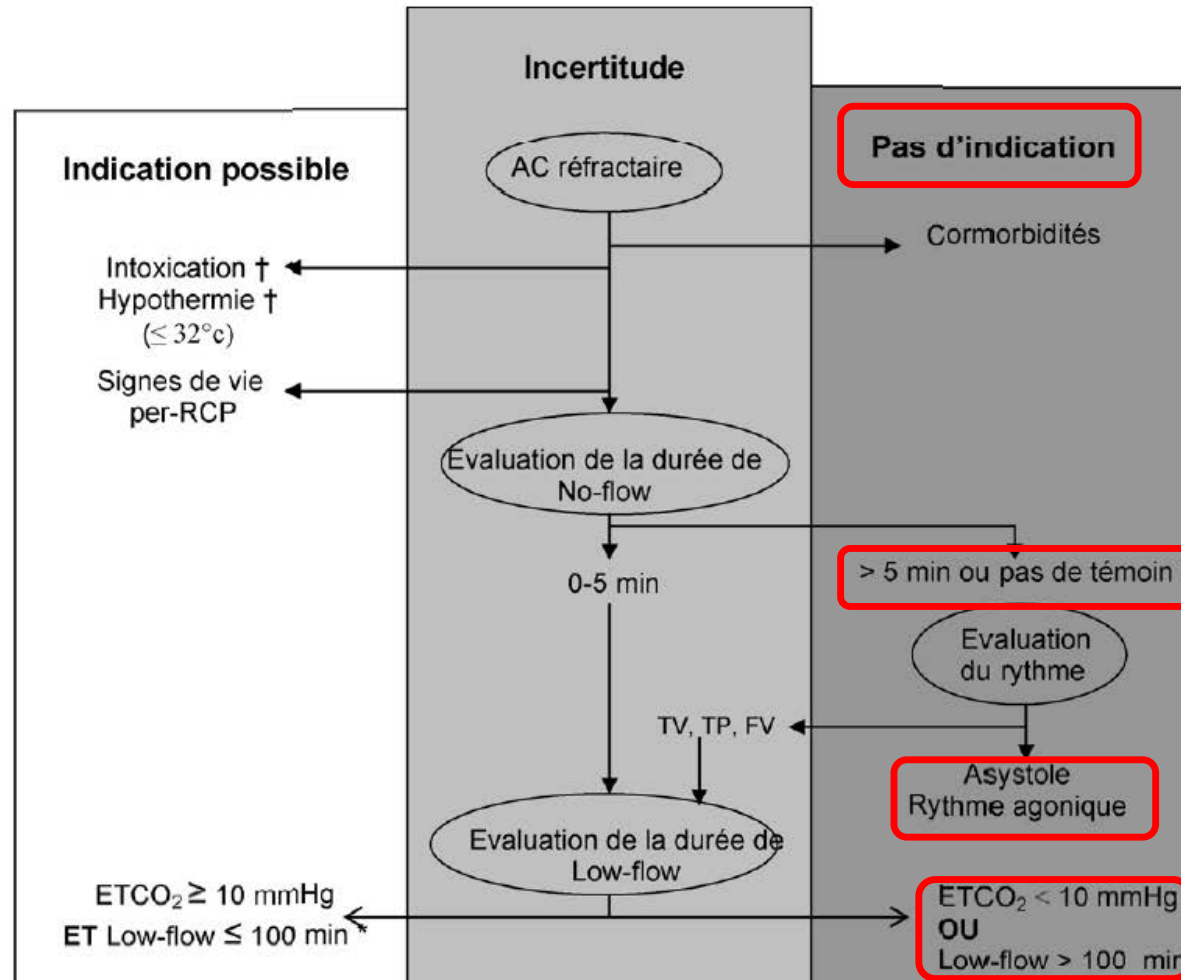 Incertitude
Indication possible
Pas d'indication
AC réfractaire
Cormorbidités
Intoxication †
Hypothermie †
(≤ 32°c)
Signes de vie
per-RCP
Evaluation de la durée de
No-flow
0-5 min
> 5 min ou pas de témoin
Evaluation
du rythme
TV, TP, FV
Asystole
Rythme agonique
Evaluation de la durée de
Low-flow
ETCO₂ ≥ 10 mmHg
ET Low-flow ≤ 100 min *
ETCO₂ < 10 mmHg
OU
Low-flow > 100 min